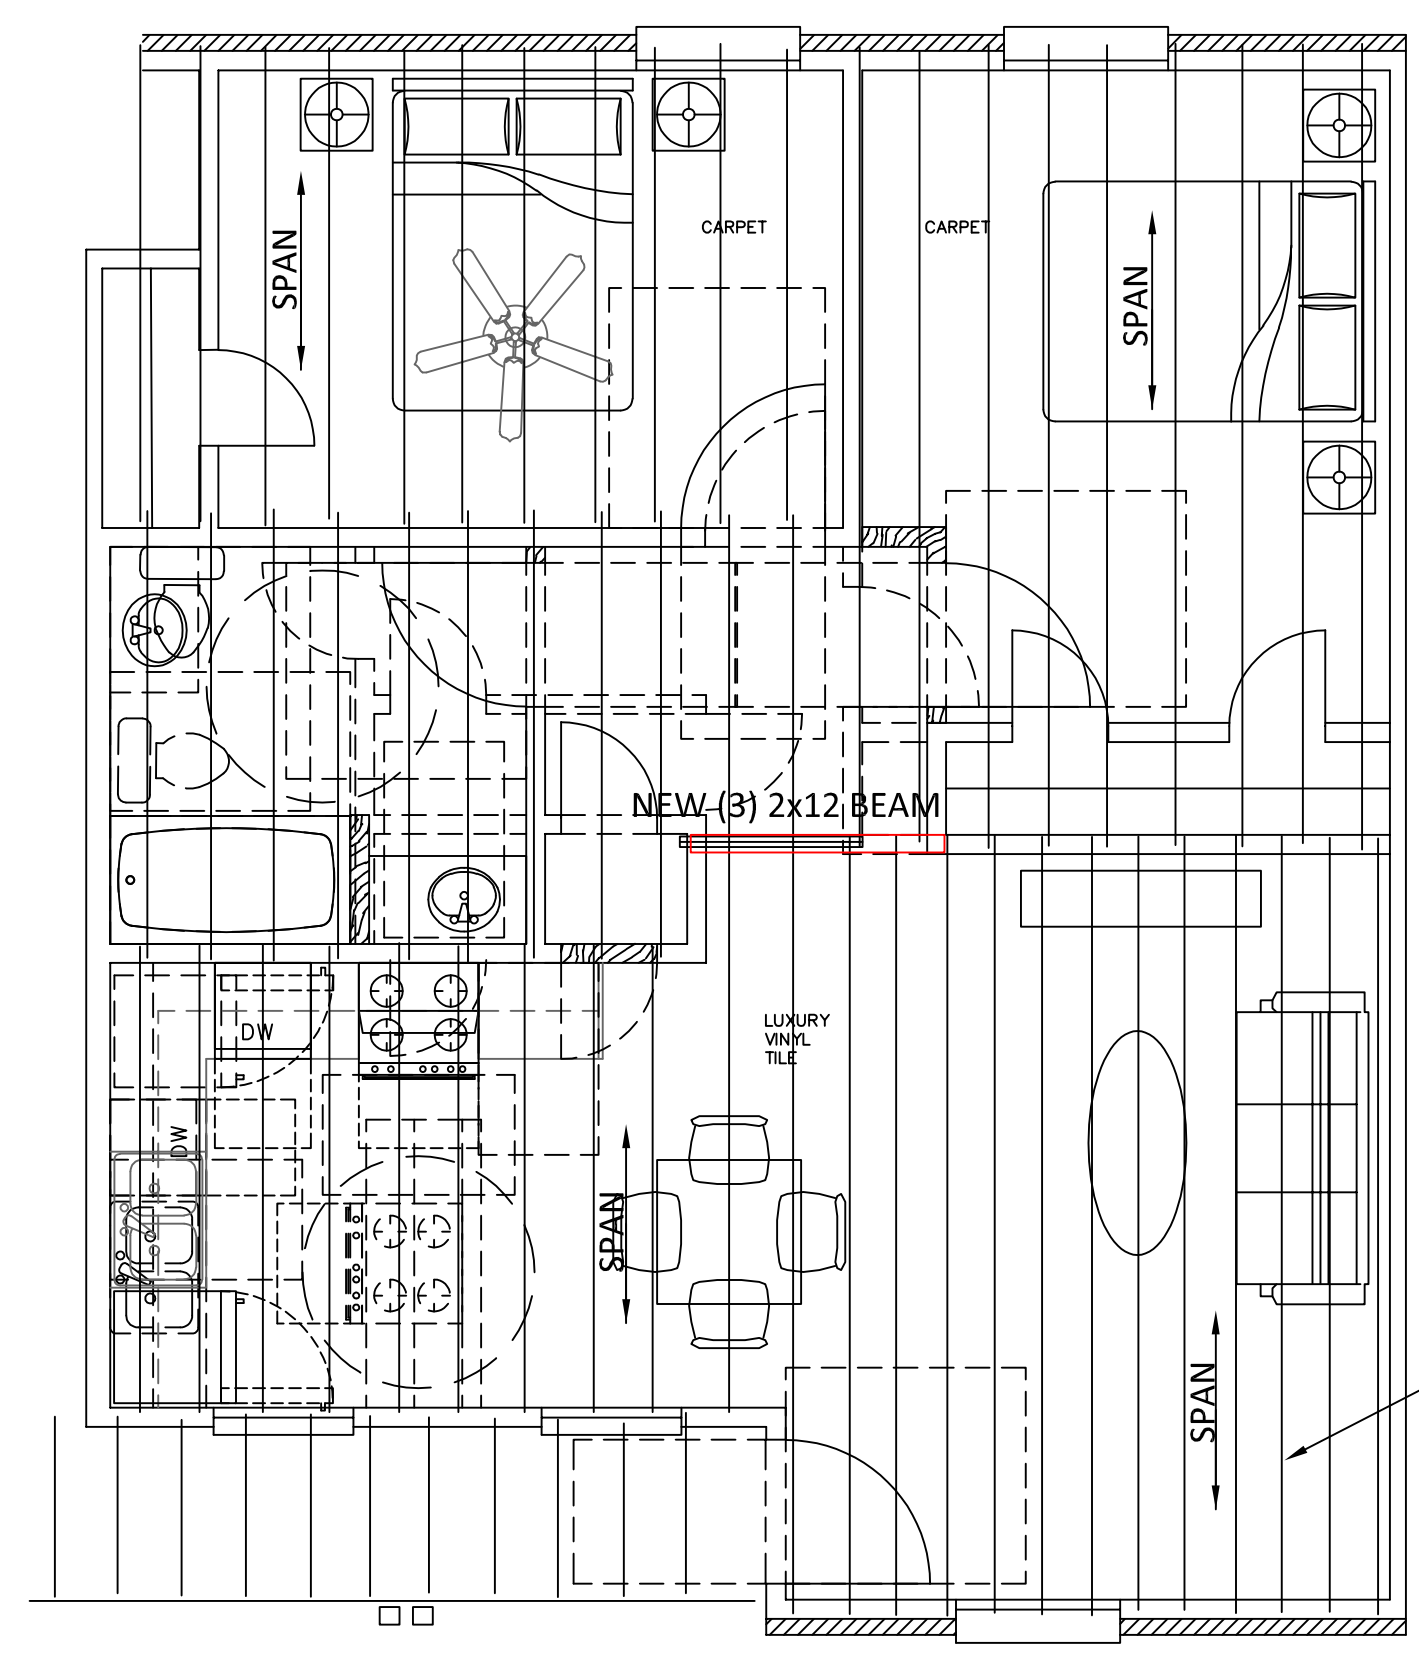 CARPET
CARPET
SPAN
SPAN
NEW (3) 2x12 BEAM
LUXURY
VINYL
TILE
DW
DW
SPAN
SPAN